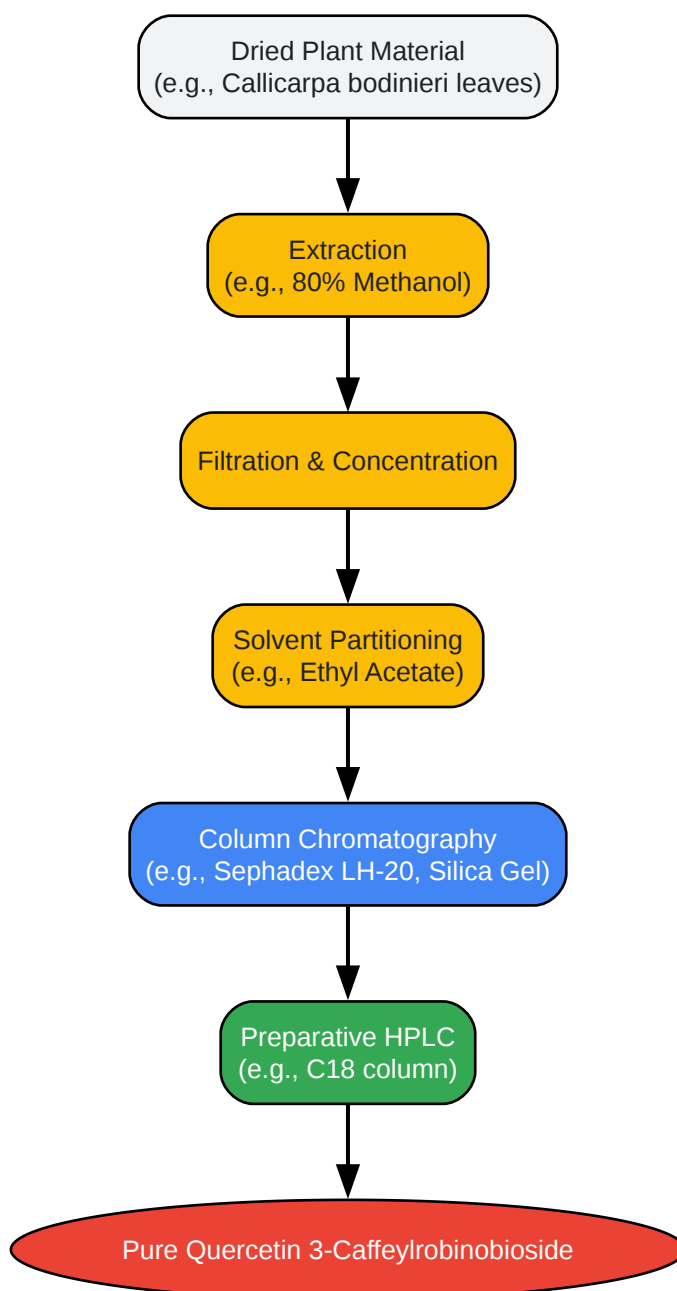 Dried Plant Material
(e.g., Callicarpa bodinieri leaves)
Extraction
(e.g., 80% Methanol)
Filtration & Concentration
Solvent Partitioning
(e.g., Ethyl Acetate)
Column Chromatography
(e.g., Sephadex LH-20, Silica Gel)
Preparative HPLC
(e.g., C18 column)
Pure Quercetin 3-Caffeylrobinobioside